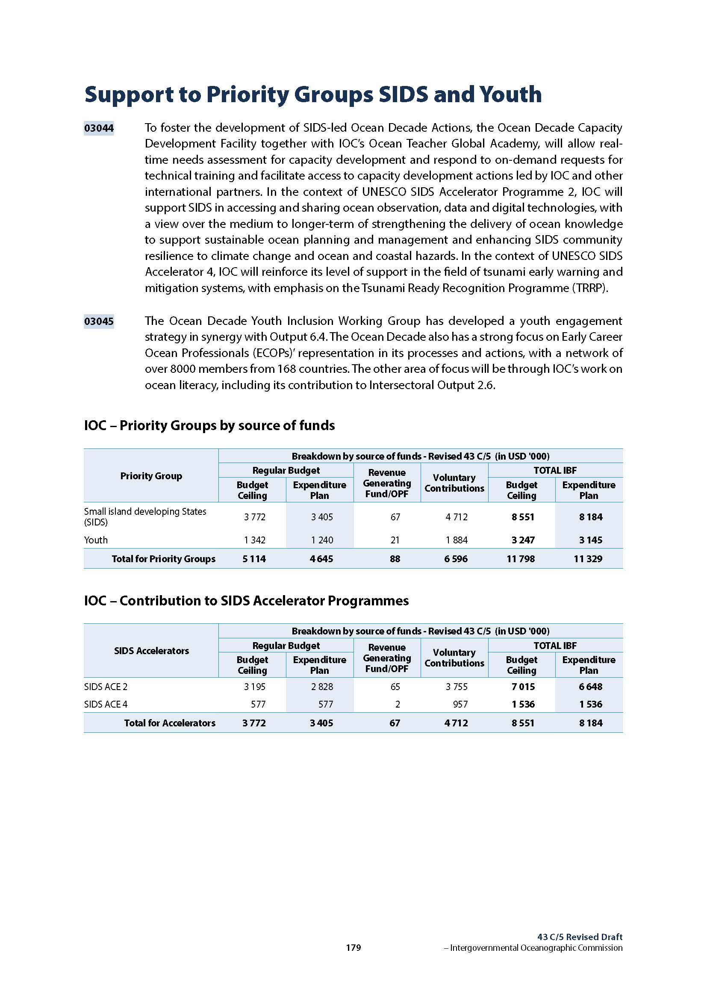 Support to Priority Groups SIDS and Youth
03044 To foster the development of SIDS-led Ocean Decade Actions, the Ocean Decade Capacity
Development Facility together with IOC’s Ocean Teacher Global Academy, will allow real-
time needs assessment for capacity development and respond to on-demand requests for
technical training and facilitate access to capacity development actions led by IOC and other
international partners. In the context of UNESCO SIDS Accelerator Programme 2, IOC will
support SIDS in accessing and sharing ocean observation, data and digital technologies, with
a view over the medium to longer-term of strengthening the delivery of ocean knowledge
to support sustainable ocean planning and management and enhancing SIDS community
resilience to climate change and ocean and coastal hazards. In the context of UNESCO SIDS
Accelerator 4, IOC will reinforce its level of support in the field of tsunami early warning and
mitigation systems, with emphasis on the Tsunami Ready Recognition Programme (TRRP).
03045 The Ocean Decade Youth Inclusion Working Group has developed a youth engagement
strategy in synergy with Output 6.4. The Ocean Decade also has a strong focus on Early Career
Ocean Professionals (ECOPs)’ representation in its processes and actions, with a network of
over 8000 members from 168 countries. The other area of focus will be through IOC’s work on
ocean literacy, including its contribution to Intersectoral Output 2.6.
IOC – Priority Groups by source of funds
Priority Group
Breakdown by source of funds - Revised 43 C/5 (in USD '000)
Regular Budget
Revenue
Generating
Fund/OPF
Voluntary
Contributions
TOTAL IBF
Budget
Ceiling
Expenditure
Plan
Budget
Ceiling
Expenditure
Plan
Small island developing States
(SIDS)
3 772 3 405 67 4 712 8 551 8 184
Youth 1 342 1 240 21 1 884 3 247 3 145
Total for Priority Groups 5 114 4 645 88 6 596 11 798 11 329
IOC – Contribution to SIDS Accelerator Programmes
SIDS Accelerators
Breakdown by source of funds - Revised 43 C/5 (in USD '000)
Regular Budget
Revenue
Generating
Fund/OPF
Voluntary
Contributions
TOTAL IBF
Budget
Ceiling
Expenditure
Plan
Budget
Ceiling
Expenditure
Plan
SIDS ACE 2 3 195 2 828 65 3 755 7 015 6 648
SIDS ACE 4 577 577 2 957 1 536 1 536
Total for Accelerators 3 772 3 405 67 4 712 8 551 8 184
43 C/5 Revised Draft
179 – Intergovernmental Oceanographic Commission